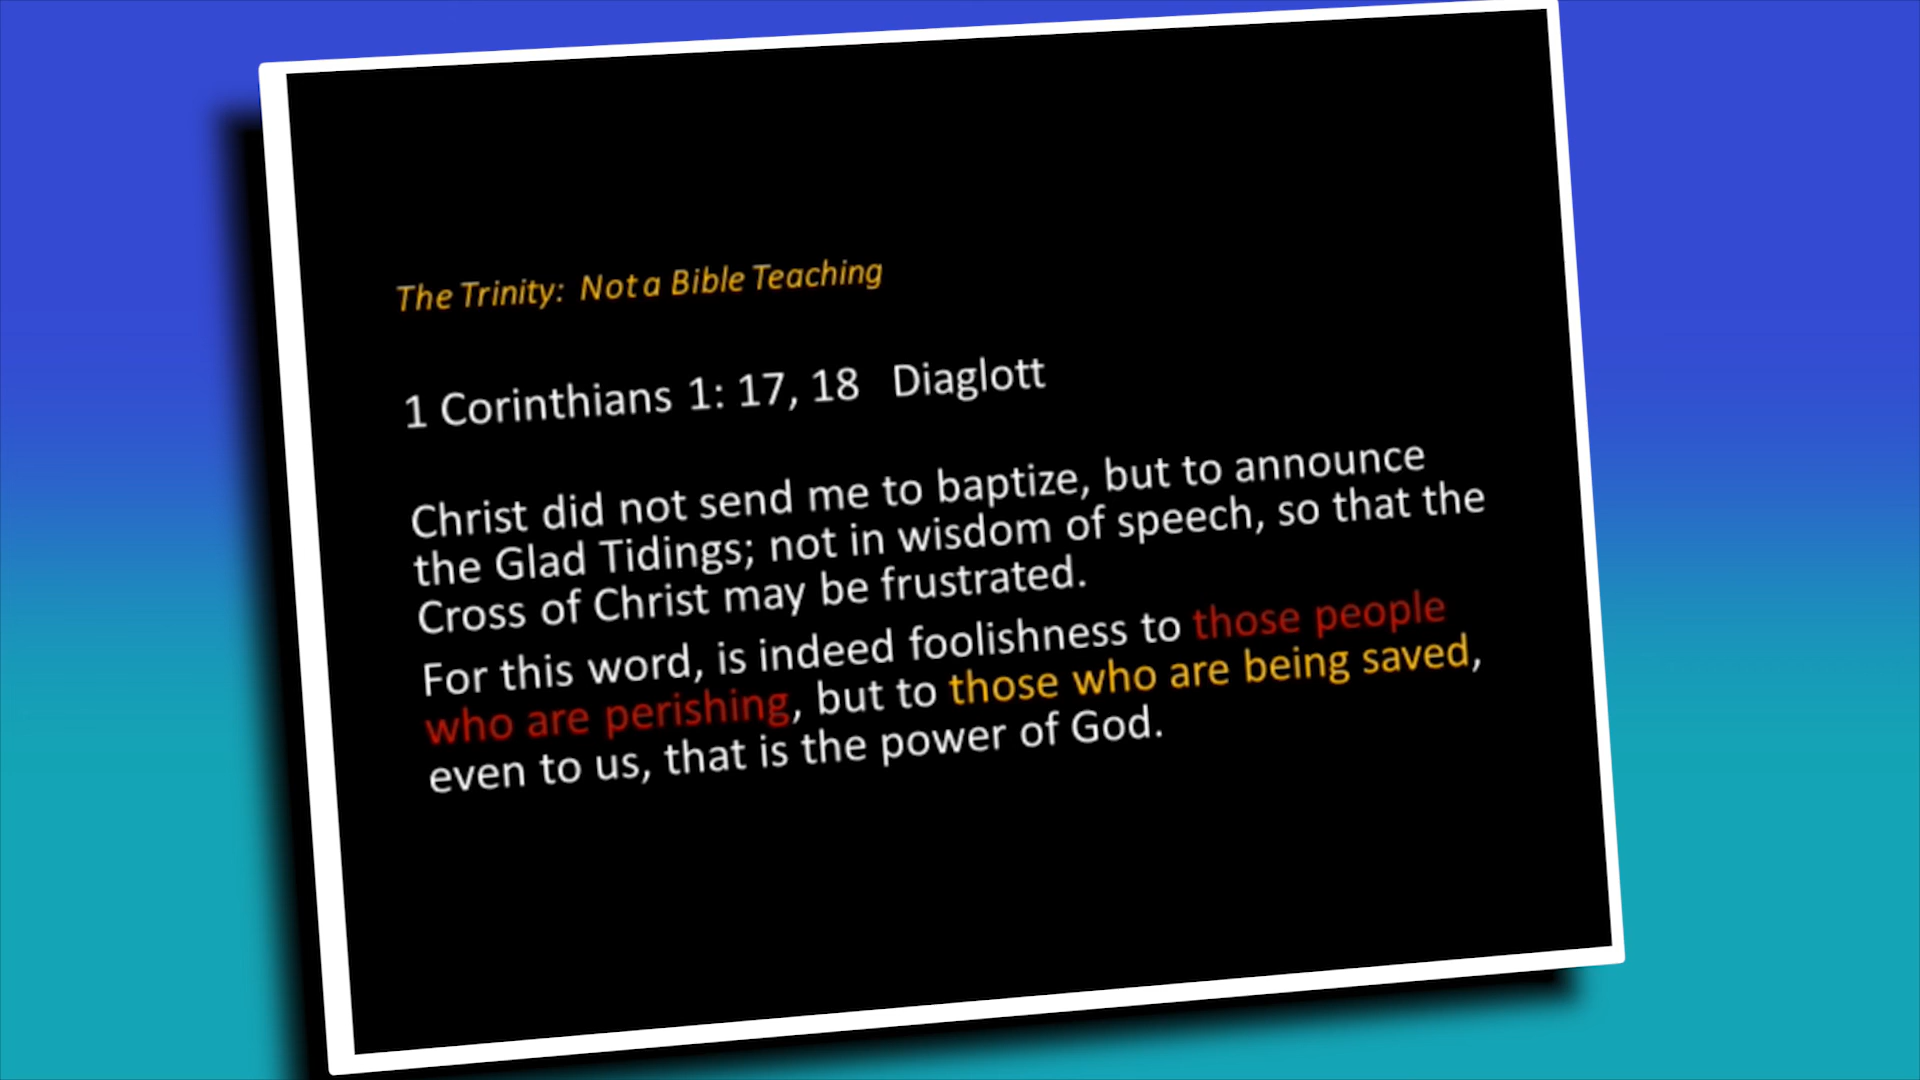 The Trinity: Not a Bible Teaching
1 Corinthians 1: 17, 18 Diaglott
Christ did not send me to baptize, but to announce
the Glad Tidings; not in wisdom of speech, so that the
Cross of Christ may be frustrated.
For this word, is indeed foolishness to those people
who are perishing, but to those who are being saved,
even to us, that is the power of God.